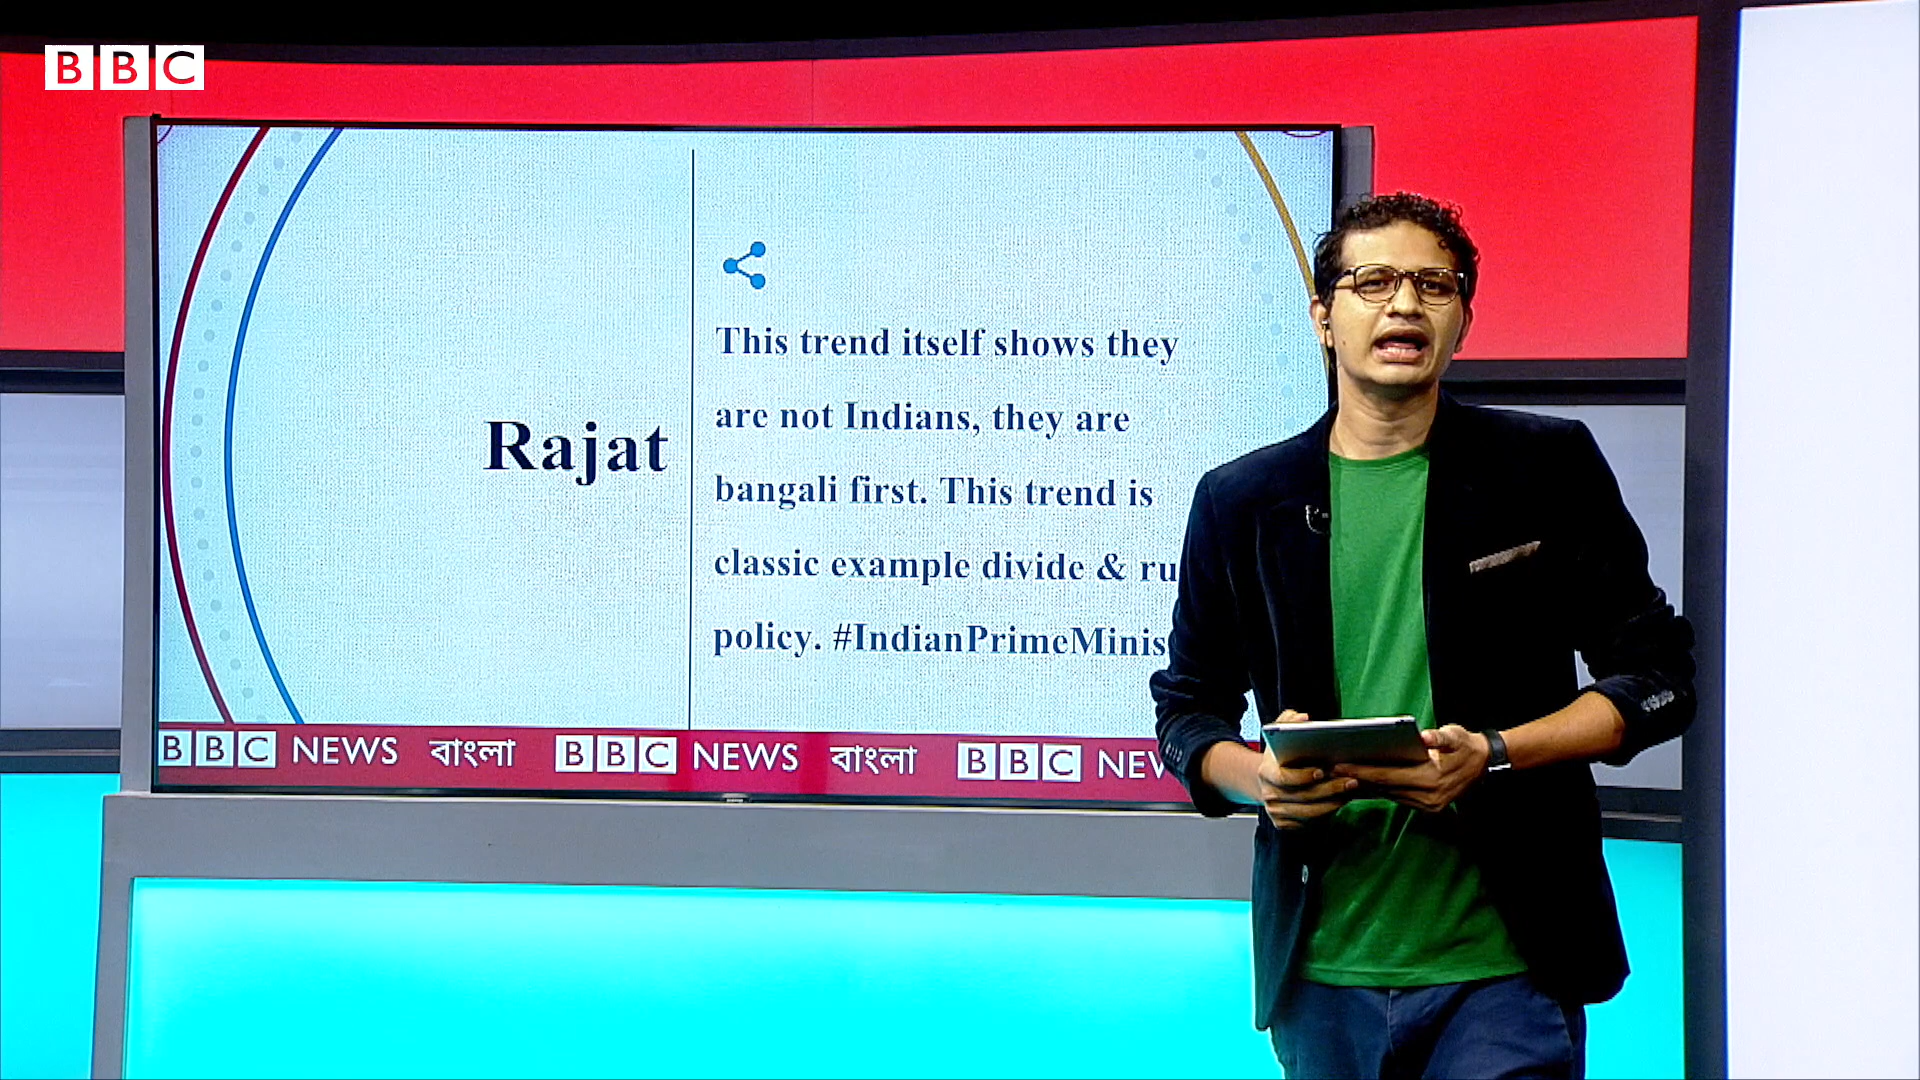 BBC
Rajat
This trend itself shows they
are not Indians, they are
bangali first. This trend is
classic example divide & ru
policy. #IndianPrimeMinis
BBC NEWS বাংলা BBC NEWS বাংলা BBC NEW